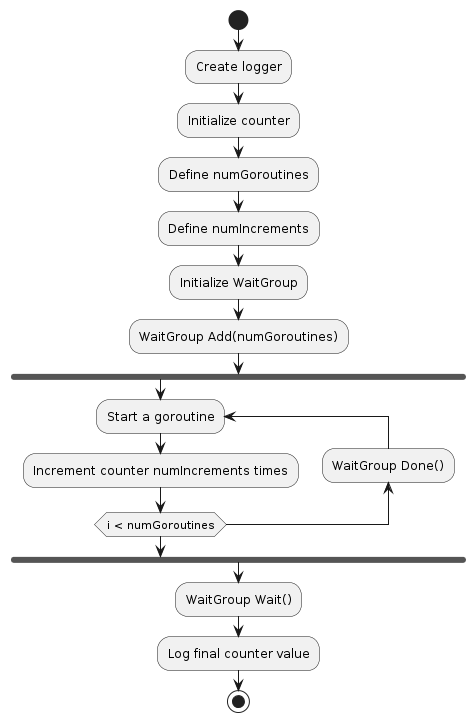 Create logger
Initialize counter
Define numGoroutines
Define numIncrements
Initialize WaitGroup
WaitGroup Add(numGoroutines)
Start a goroutine
Increment counter numIncrements times
WaitGroup Done()
i < numGoroutines
WaitGroup Wait()
Log final counter value